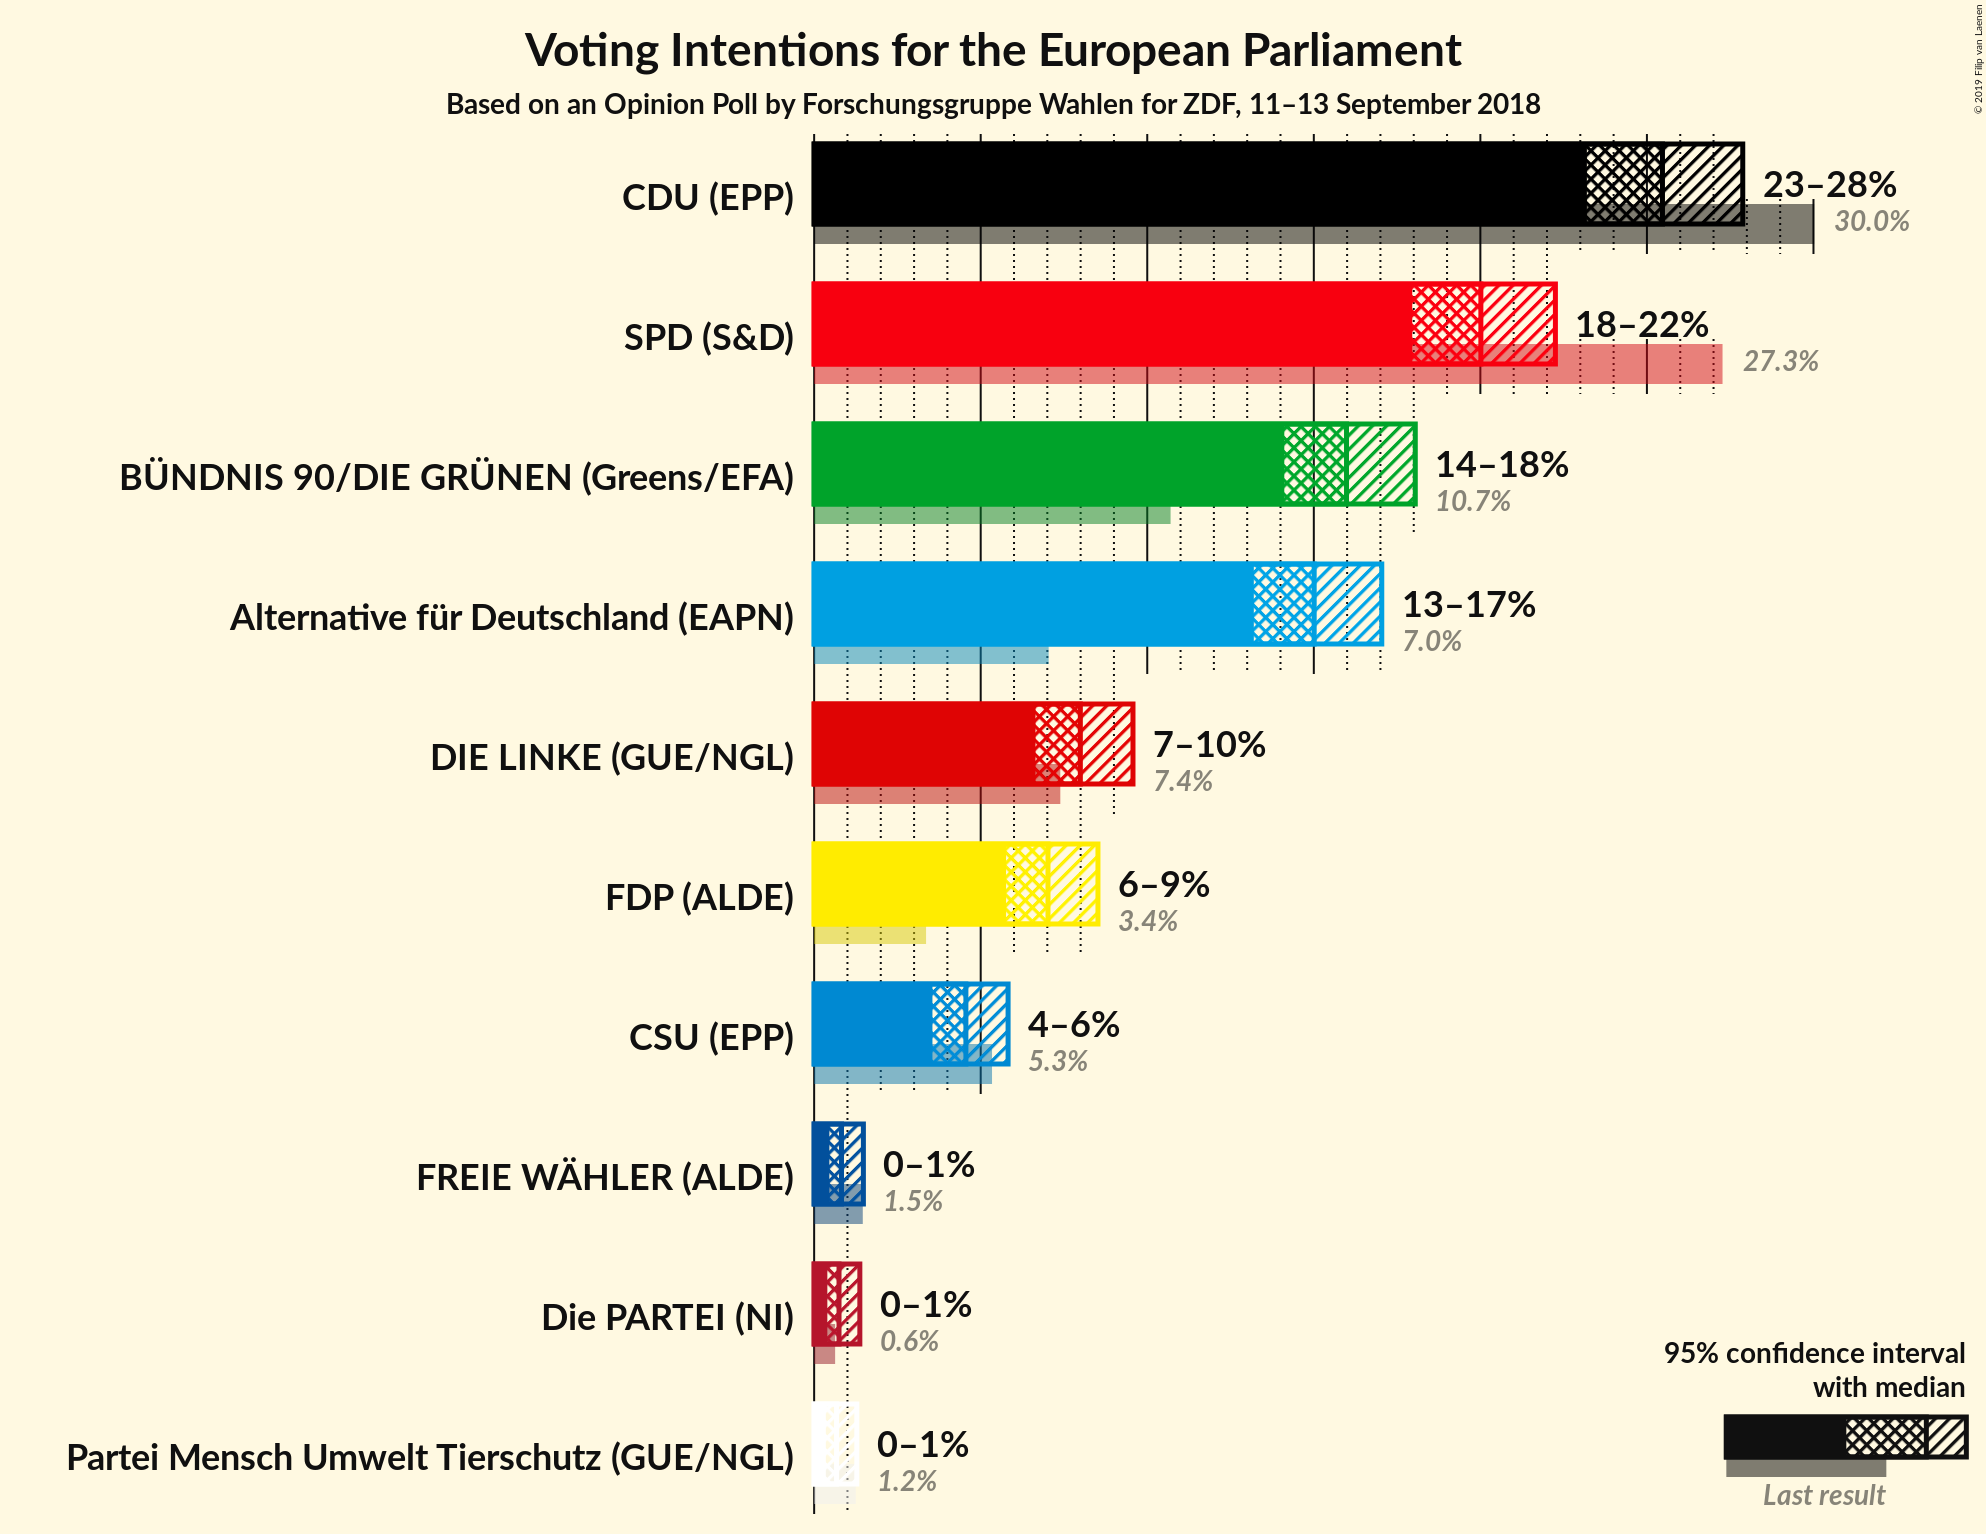 Voting Intentions for the European Parliament
Based on an Opinion Poll by Forschungsgruppe Wahlen for ZDF, 11–13 September 2018
© 2019 Filip van Laenen
CDU (EPP)
23–28%
30.0%
SPD (S&D)
18–22%
27.3%
BÜNDNIS 90/DIE GRÜNEN (Greens/EFA)
14–18%
10.7%
Alternative für Deutschland (EAPN)
13–17%
7.0%
DIE LINKE (GUE/NGL)
7–10%
7.4%
FDP (ALDE)
6–9%
3.4%
CSU (EPP)
4–6%
5.3%
FREIE WÄHLER (ALDE)
0–1%
1.5%
Die PARTEI (NI)
0–1%
0.6%
Partei Mensch Umwelt Tierschutz (GUE/NGL)
0–1%
1.2%
95% confidence interval
with median
Last result